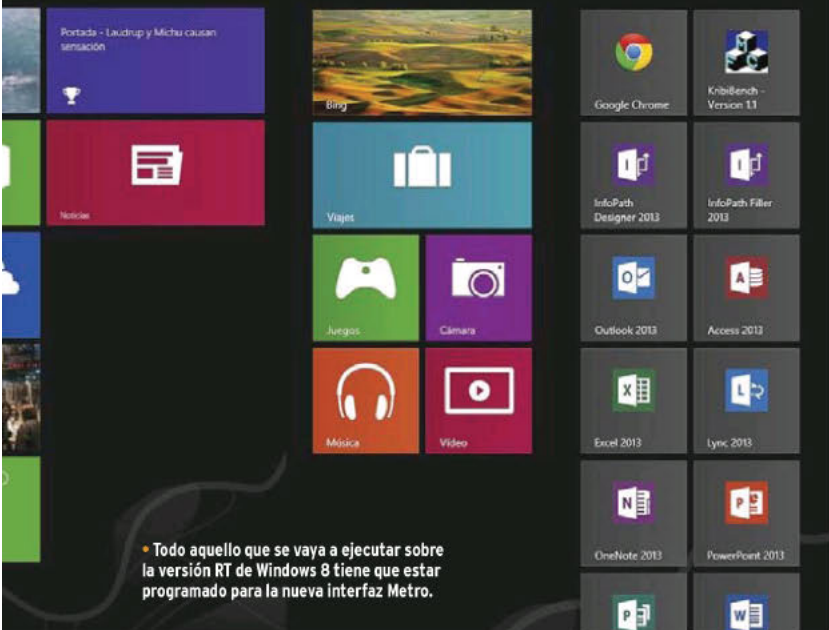 Portada - Laudrup y Michu causan
sensación
Noticias
Bing
Viajes
Juegos
Cámara
Música
Vídeo
Google Chrome
KribiBench -
Version 1.1
InfoPath
Designer 2013
InfoPath Filler
2013
Outlook 2013
Access 2013
Excel 2013
Lync 2013
OneNote 2013
PowerPoint 2013
• Todo aquello que se vaya a ejecutar sobre
la versión RT de Windows 8 tiene que estar
programado para la nueva interfaz Metro.